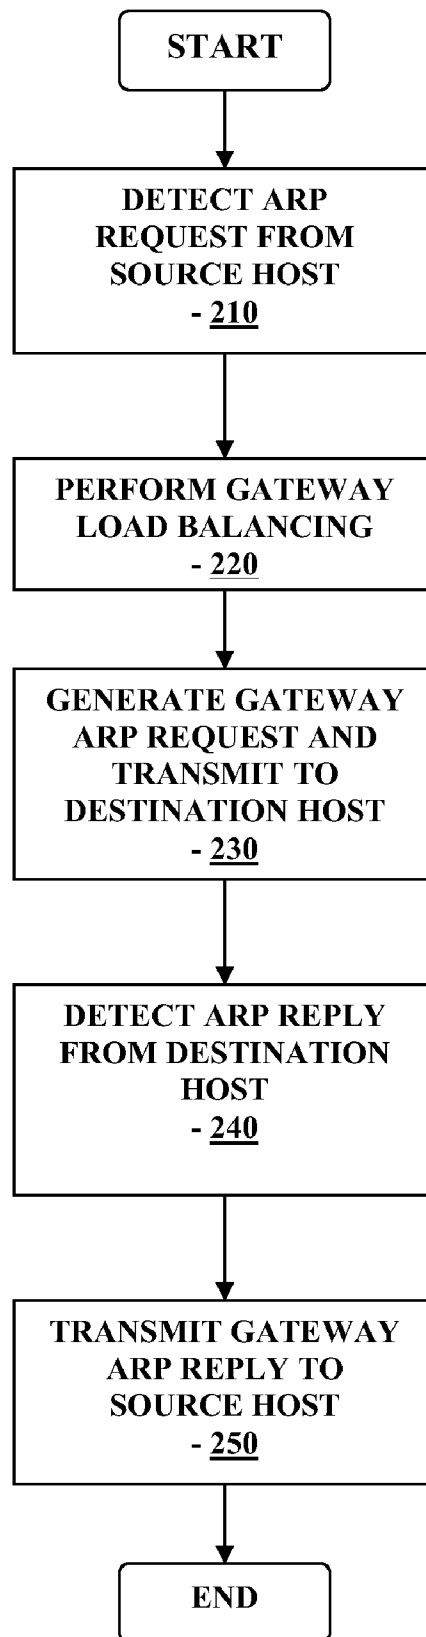 START
DETECT ARP
REQUEST FROM
SOURCE HOST
- 210
PERFORM GATEWAY
LOAD BALANCING
- 220
GENERATE GATEWAY
ARP REQUEST AND
TRANSMIT TO
DESTINATION HOST
- 230
DETECT ARP REPLY
FROM DESTINATION
HOST
- 240
TRANSMIT GATEWAY
ARP REPLY TO
SOURCE HOST
- 250
END